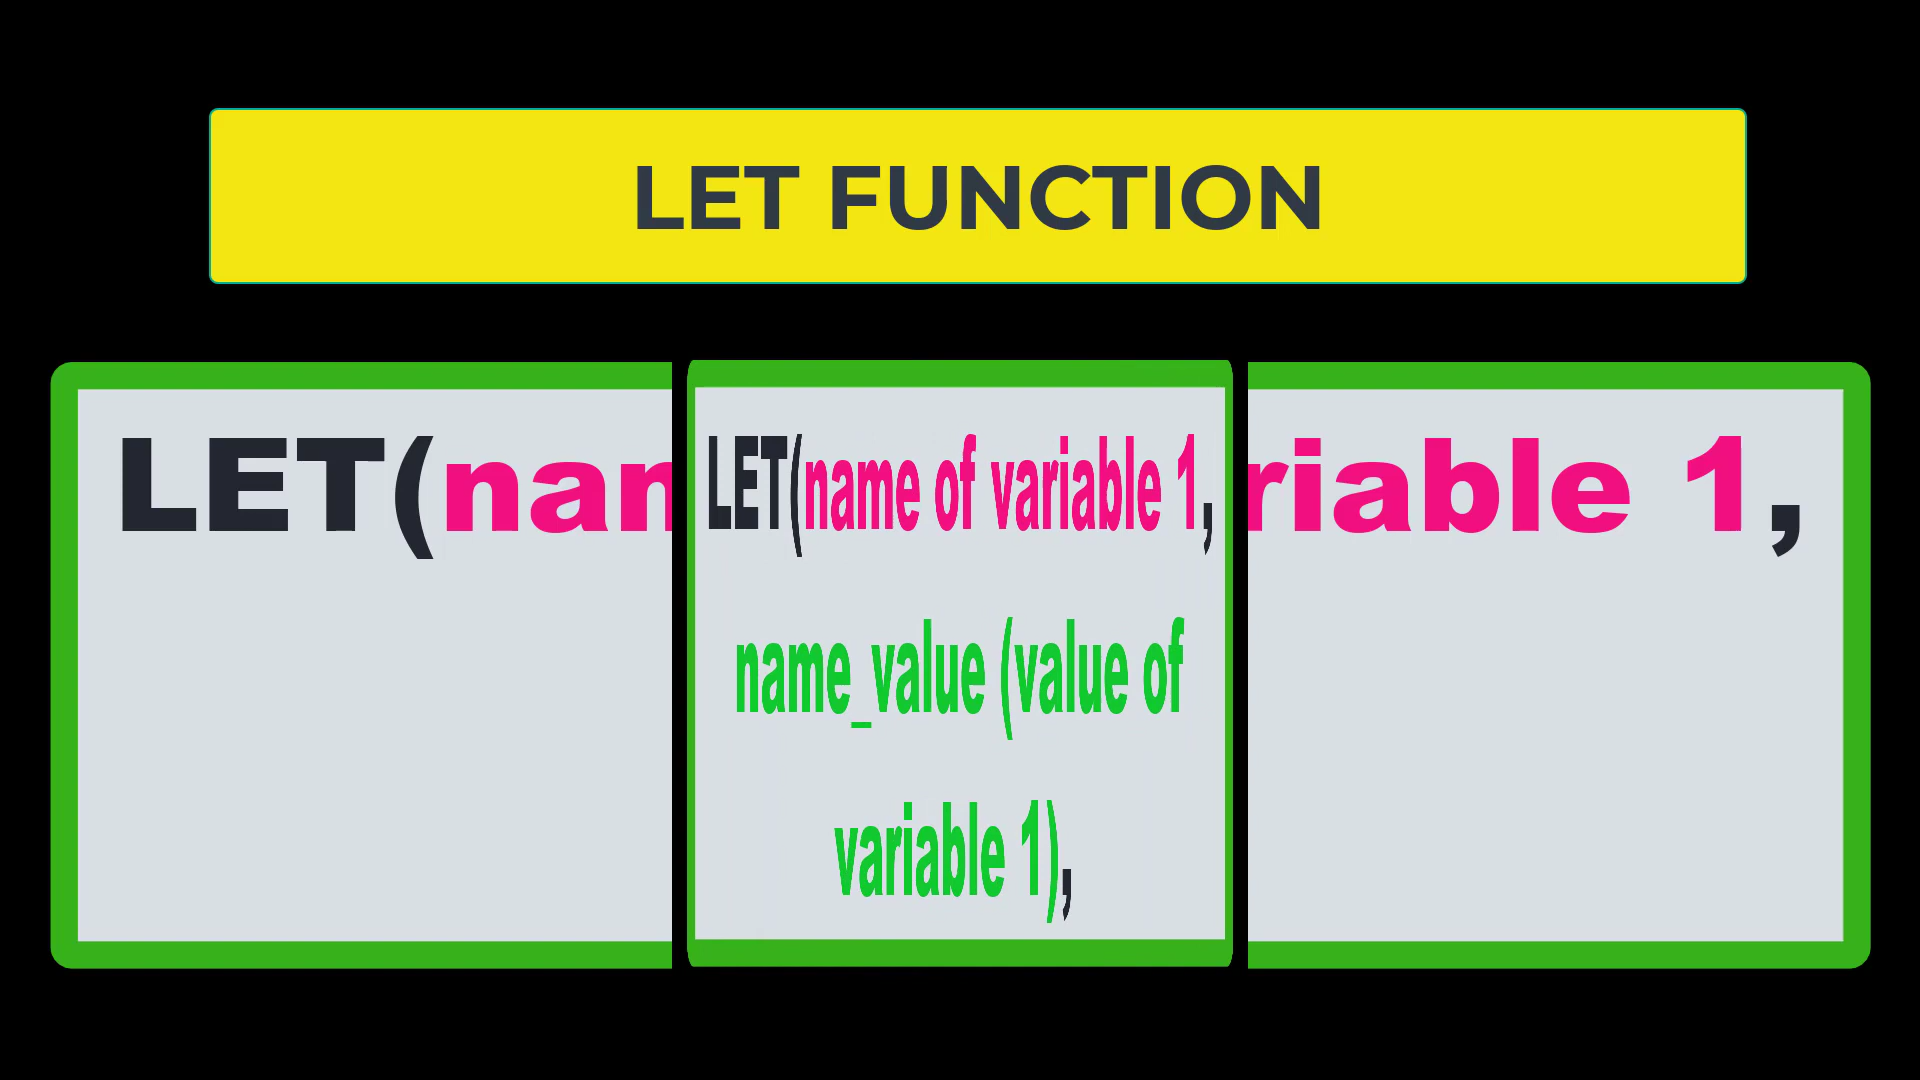 LET FUNCTION
LET(name of variable 1,
name_value (value of
variable 1),
LET(nan
riable 1,